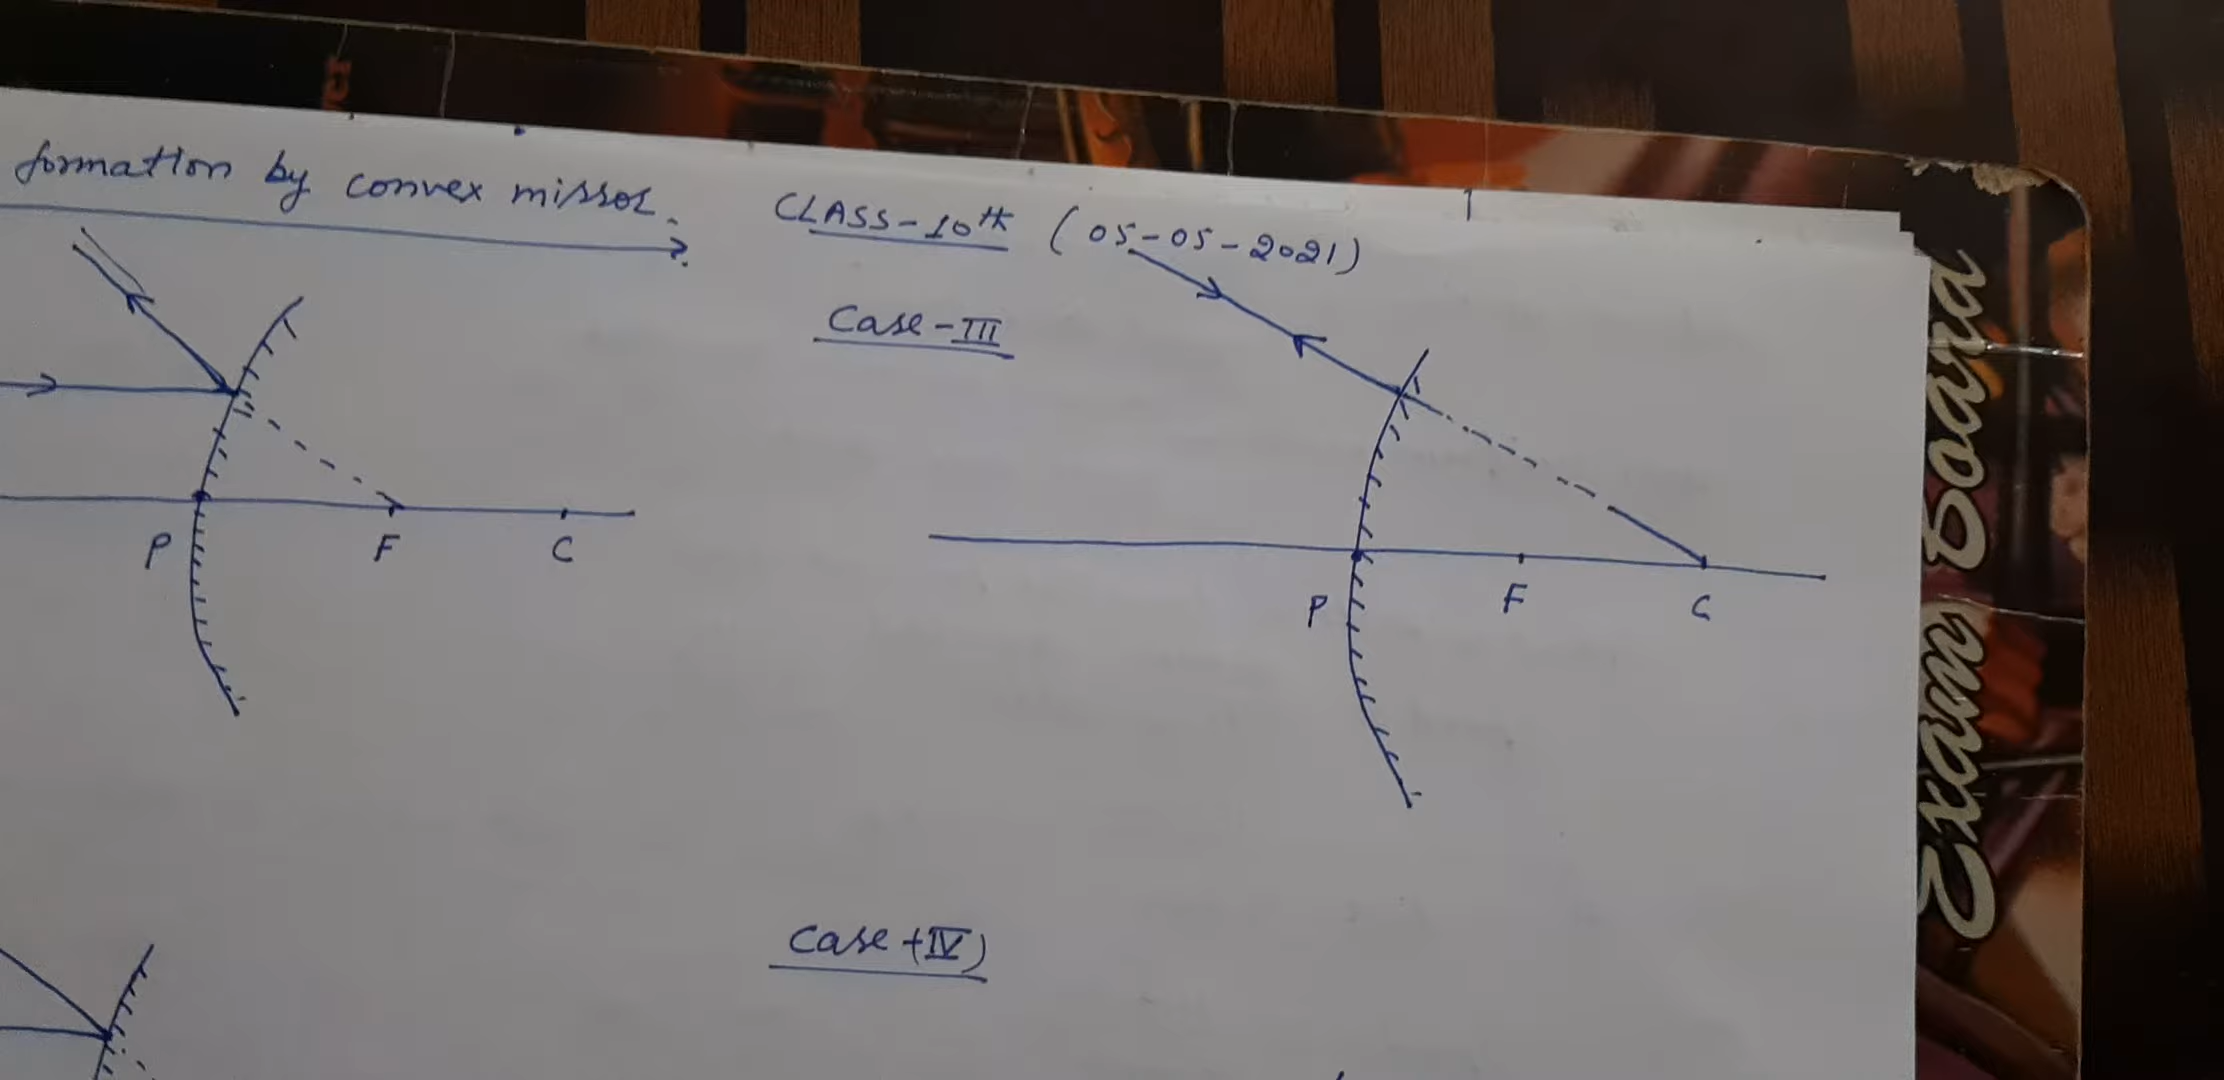 formation by convex mirror.
CLASS-10th (05-05-2021)
Case-III
P F C
P F C
Case +IV)
Exam Board